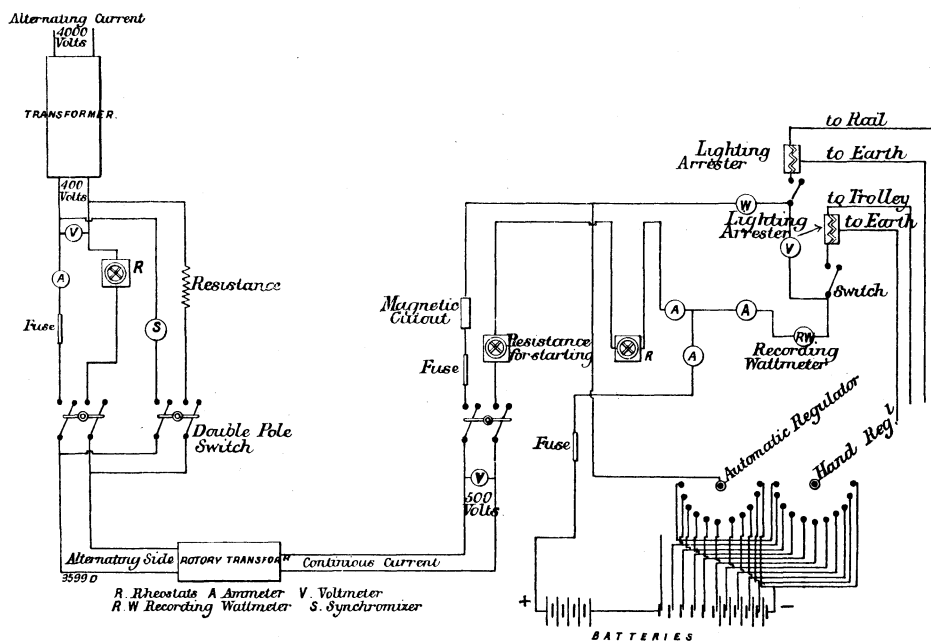 Alternating Current
4000
Volts
TRANSFORMER.
400
Volts
V
A
R
Fuse
S
Resistance
Double Pole
Switch
Alternating Side
ROTORY TRANSFORR
Continuous Current
3599 D
Magnetic
Cutout
Fuse
Resistance
for starting
V
500
Volts
R
W
A
A
A
V
RW.
Recording
Wattmeter
Lighting
Arrester
to Rail
to Earth
Lighting
Arrester
to Trolley
to Earth
Switch
Fuse
Automatic Regulator
Hand Reg.r
+
−
BATTERIES
R. Rheostats A Ammeter V. Voltmeter
R.W Recording Wattmeter S. Synchronizer